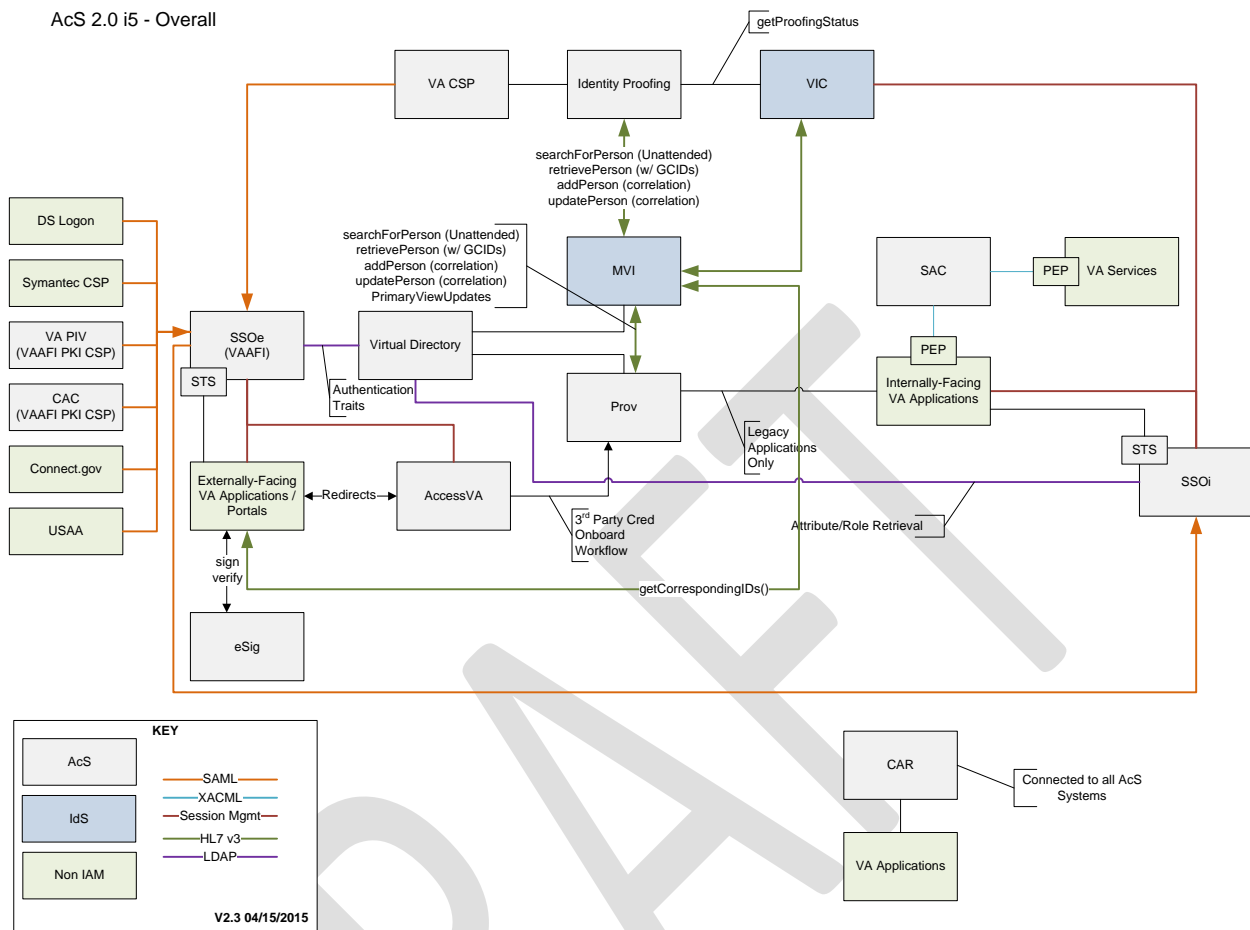 AcS 2.0 i5 - Overall
getProofingStatus
VA CSP
Identity Proofing
VIC
searchForPerson (Unattended)
retrievePerson (w/ GCIDs)
addPerson (correlation)
updatePerson (correlation)
DS Logon
Symantec CSP
VA PIV
(VAAFI PKI CSP)
CAC
(VAAFI PKI CSP)
Connect.gov
USAA
searchForPerson (Unattended)
retrievePerson (w/ GCIDs)
addPerson (correlation)
updatePerson (correlation)
PrimaryViewUpdates
MVI
SAC
PEP
VA Services
SSOe
(VAAFI)
STS
Virtual Directory
Authentication
Traits
Prov
PEP
Internally-Facing
VA Applications
Legacy
Applications
Only
STS
SSOi
Externally-Facing
VA Applications /
Portals
Redirects
AccessVA
3rd Party Cred
Onboard
Workflow
Attribute/Role Retrieval
sign
verify
getCorrespondingIDs()
eSig
KEY
AcS
IdS
Non IAM
SAML
XACML
Session Mgmt
HL7 v3
LDAP
V2.3 04/15/2015
CAR
Connected to all AcS
Systems
VA Applications
DRAFT